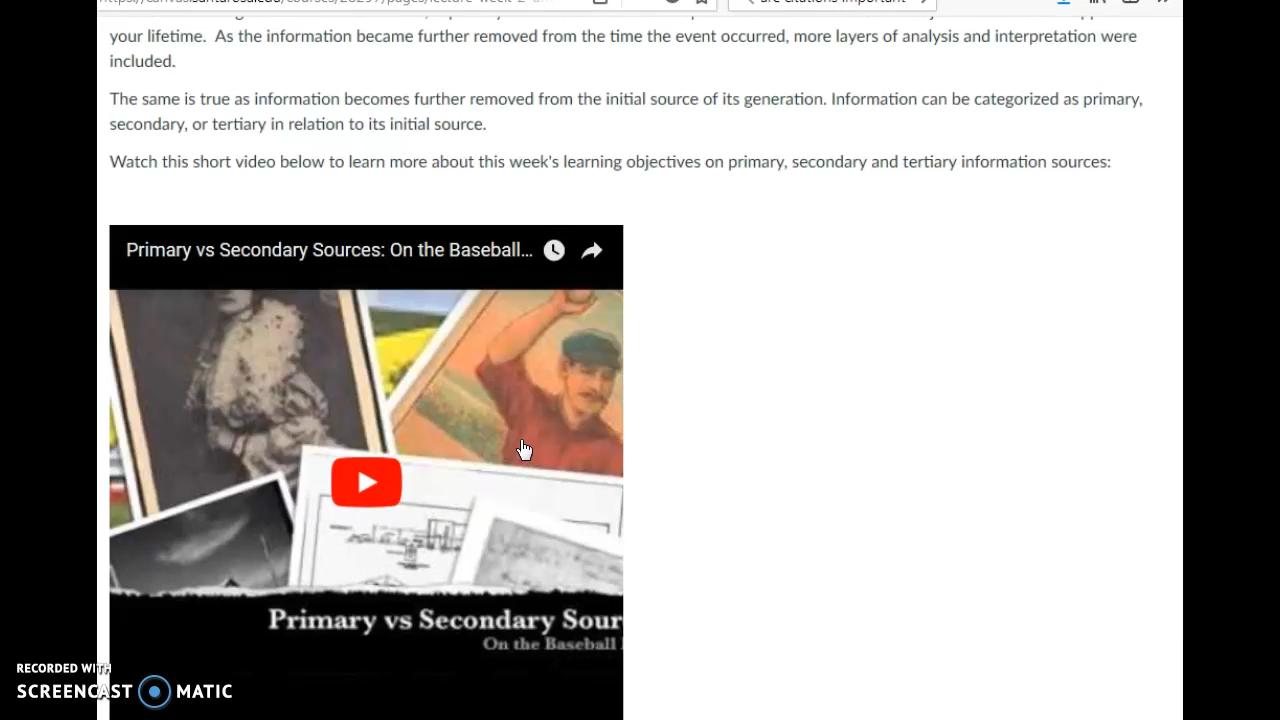 are Citations Important
your lifetime. As the information became further removed from the time the event occurred, more layers of analysis and interpretation were
included.
The same is true as information becomes further removed from the initial source of its generation. Information can be categorized as primary,
secondary, or tertiary in relation to its initial source.
Watch this short video below to learn more about this week's learning objectives on primary, secondary and tertiary information sources:
Primary vs Secondary Sources: On the Baseball...
Primary vs Secondary Sour
On the Baseball
RECORDED WITH
SCREENCAST MATIC